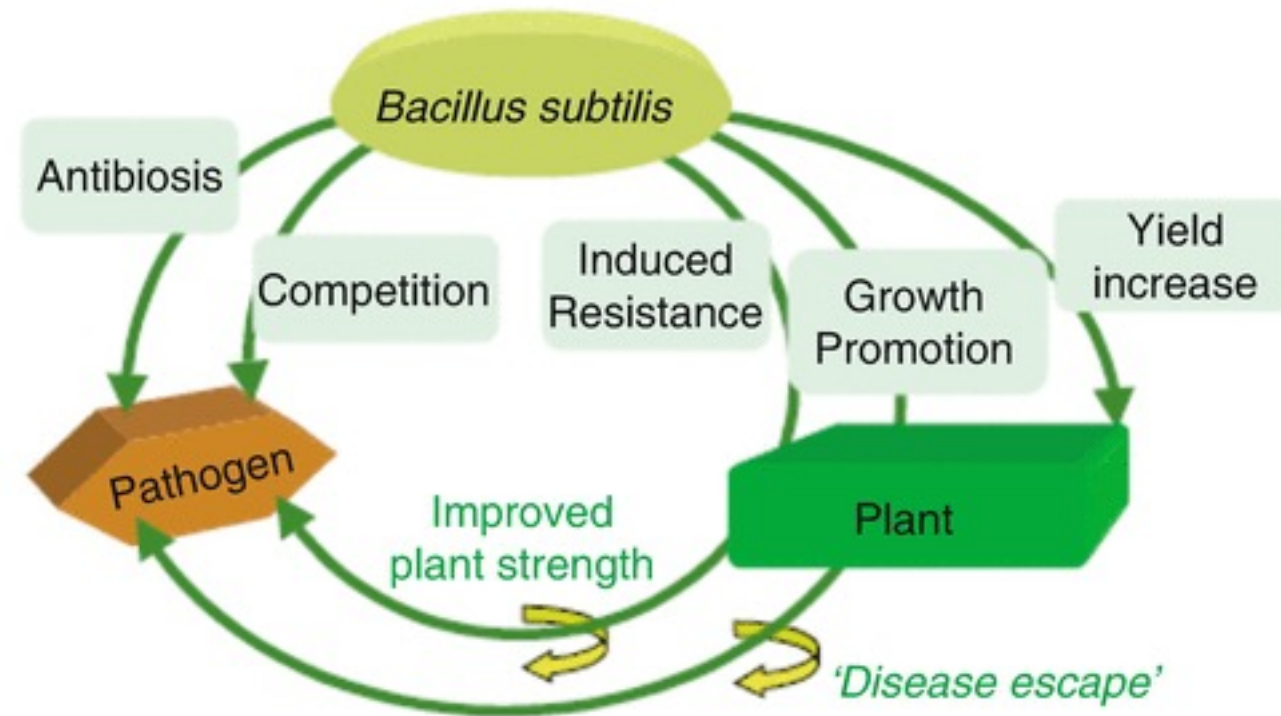 Bacillus subtilis
Antibiosis
Competition
Induced
Resistance
Growth
Promotion
Yield
increase
Pathogen
Plant
Improved
plant strength
‘Disease escape’